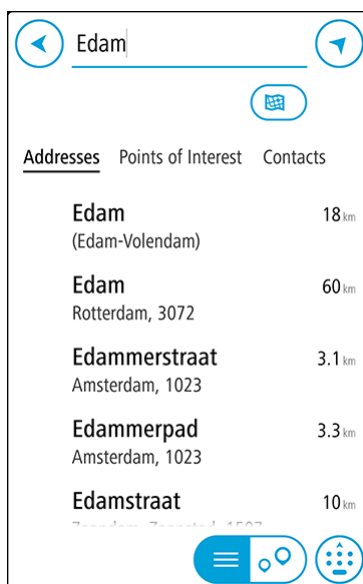 Edam
Addresses Points of Interest Contacts
Edam 18 km
(Edam-Volendam)
Edam 60 km
Rotterdam, 3072
Edammerstraat 3.1 km
Amsterdam, 1023
Edammerpad 3.3 km
Amsterdam, 1023
Edamstraat 10 km